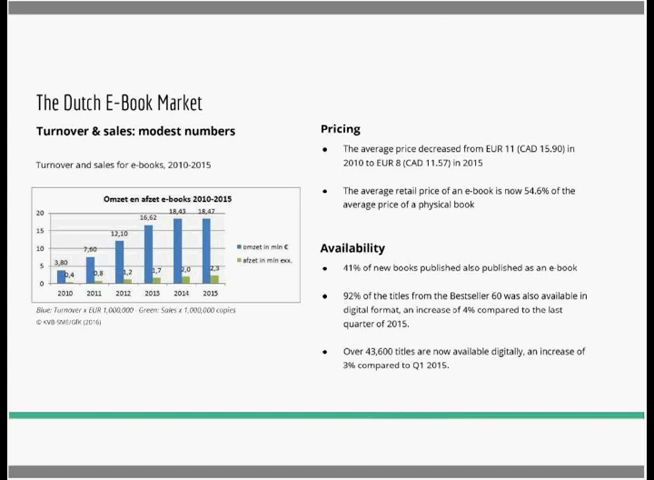 The Dutch E-Book Market
Turnover & sales: modest numbers
Turnover and sales for e-books, 2010-2015
Omzet en afzet e-books 2010-2015
20
15
10
5
0
3,80
7,60
12,10
16,62
18,43
18,47
0,4
0,8
1,2
1,7
2,0
2,3
2010 2011 2012 2013 2014 2015
omzet in mln €
afzet in mln exx.
Blue: Turnover x EUR 1,000,000 - Green: Sales x 1,000,000 copies
© KVB-SMB/GfK (2016)
Pricing
• The average price decreased from EUR 11 (CAD 15.90) in
2010 to EUR 8 (CAD 11.57) in 2015
• The average retail price of an e-book is now 54.6% of the
average price of a physical book
Availability
• 41% of new books published also published as an e-book
• 92% of the titles from the Bestseller 60 was also available in
digital format, an increase of 4% compared to the last
quarter of 2015.
• Over 43,600 titles are now available digitally, an increase of
3% compared to Q1 2015.